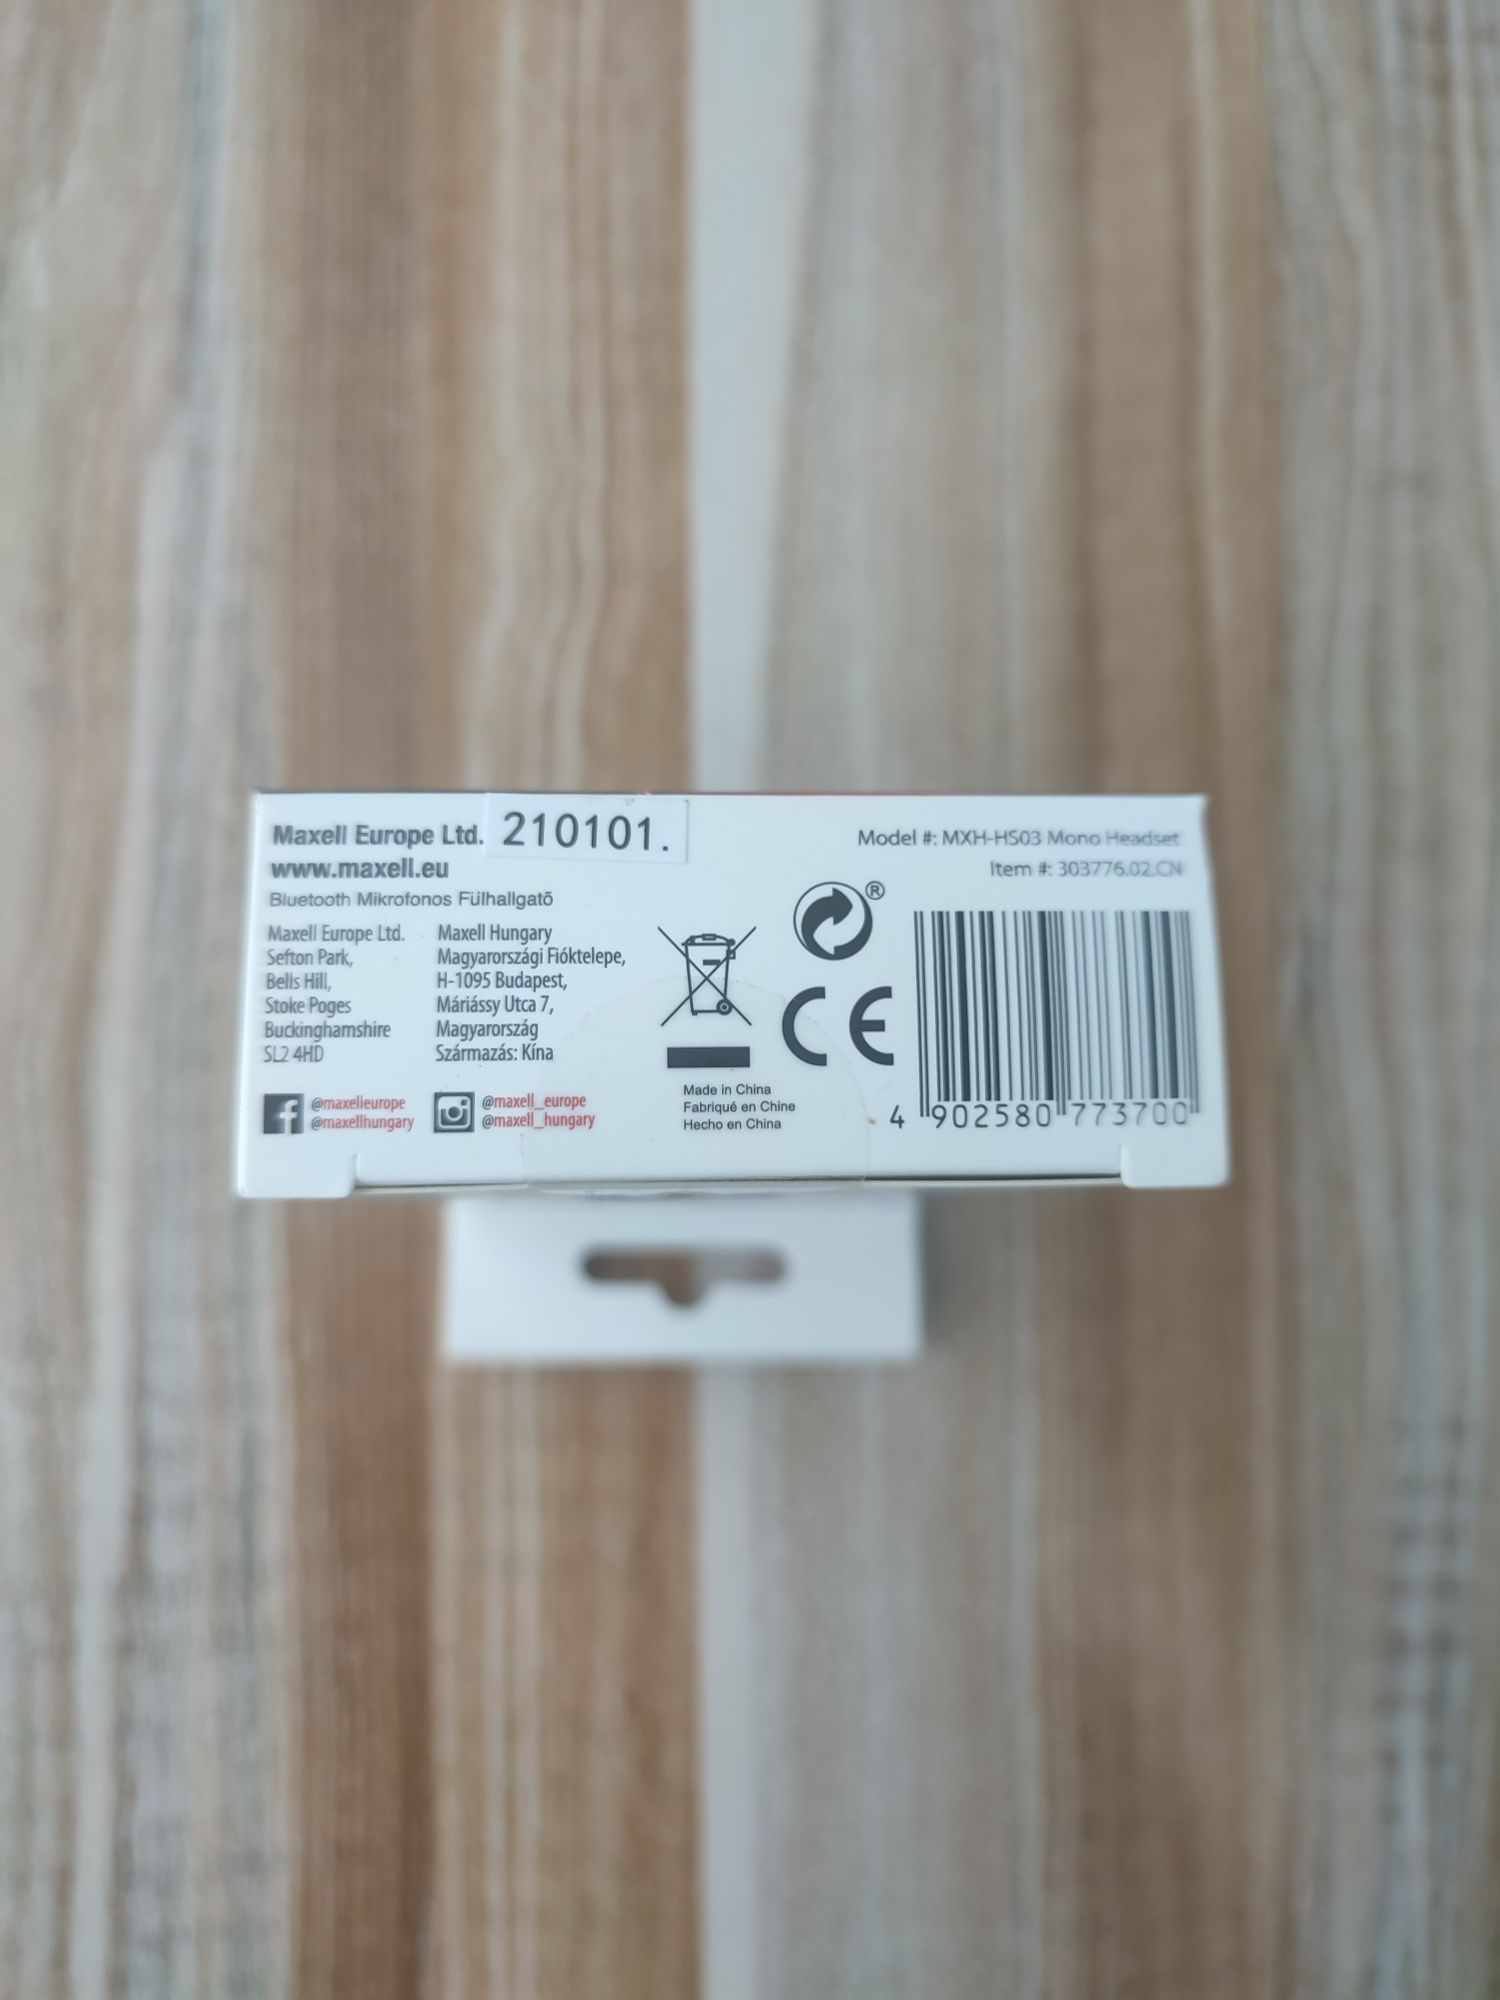 Maxell Europe Ltd. 210101.
www.maxell.eu
Bluetooth Mikrofonos Fülhallgató
Maxell Europe Ltd.
Sefton Park,
Bells Hill,
Stoke Poges
Buckinghamshire
SL2 4HD
Maxell Hungary
Magyarországi Fióktelepe,
H-1095 Budapest,
Máriássy Utca 7,
Magyarország
Származás: Kína
@maxelleurope
@maxellhungary
@maxell_europe
@maxell_hungary
Made in China
Fabriqué en Chine
Hecho en China
®
CE
Model #: MXH-HS03 Mono Headset
Item #: 303776.02.CN
4 902580 773700